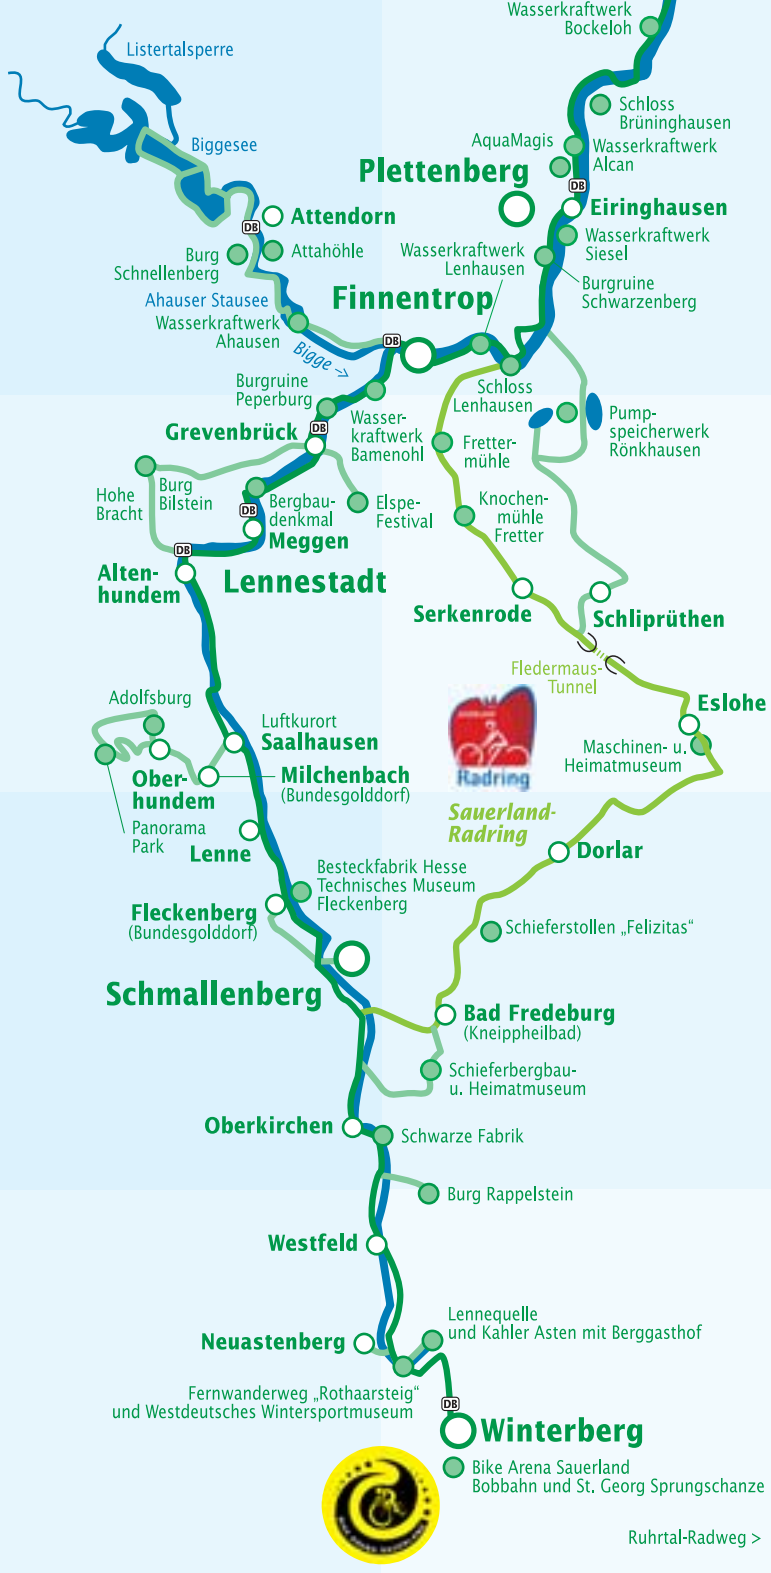 Wasserkraftwerk
Bockeloh
Listertalsperre
Schloss
Brüninghausen
Biggesee
AquaMagis
Wasserkraftwerk
Alcan
Plettenberg
DB
Eiringhausen
Attendorn
DB
Wasserkraftwerk
Siesel
Burg
Schnellenberg
Attahöhle
Wasserkraftwerk
Lenhausen
Burgruine
Schwarzenberg
Ahauser Stausee
Finnentrop
Wasserkraftwerk
Ahausen
Bigge ->
DB
Burgruine
Peperburg
Schloss
Lenhausen
Grevenbrück
DB
Wasser-
kraftwerk
Bamenohl
Fretter-
mühle
Pump-
speicherwerk
Rönkhausen
Hohe
Bracht
Burg
Bilstein
DB
Bergbau-
denkmal
Elspe-
Festival
Knochen-
mühle
Fretter
Meggen
DB
Alten-
hundem
Lennestadt
Serkenrode
Schliprüthen
Fledermaus-
Tunnel
Adolfsburg
Eslohe
Luftkurort
Saalhausen
Maschinen- u.
Heimatmuseum
Radring
Ober-
hundem
Milchenbach
(Bundesgolddorf)
Sauerland-
Radring
Panorama
Park
Lenne
Dorlar
Besteckfabrik Hesse
Technisches Museum
Fleckenberg
Fleckenberg
(Bundesgolddorf)
Schieferstollen „Felizitas“
Schmallenberg
Bad Fredeburg
(Kneippheilbad)
Schieferbergbau-
u. Heimatmuseum
Oberkirchen
Schwarze Fabrik
Burg Rappelstein
Westfeld
Lennequelle
und Kahler Asten mit Berggasthof
Neuastenberg
Fernwanderweg „Rothaarsteig“
und Westdeutsches Wintersportmuseum
DB
Winterberg
Bike Arena Sauerland
Bobbahn und St. Georg Sprungschanze
Ruhrtal-Radweg >